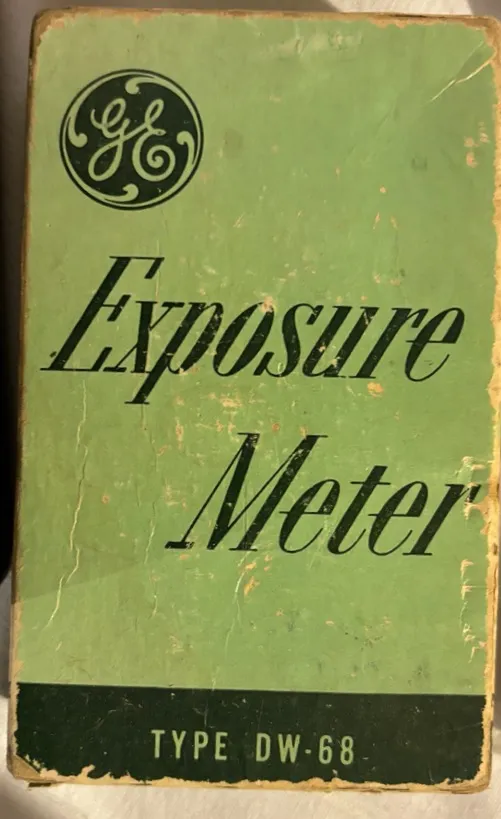 GE
Exposure
Meter
TYPE DW-68